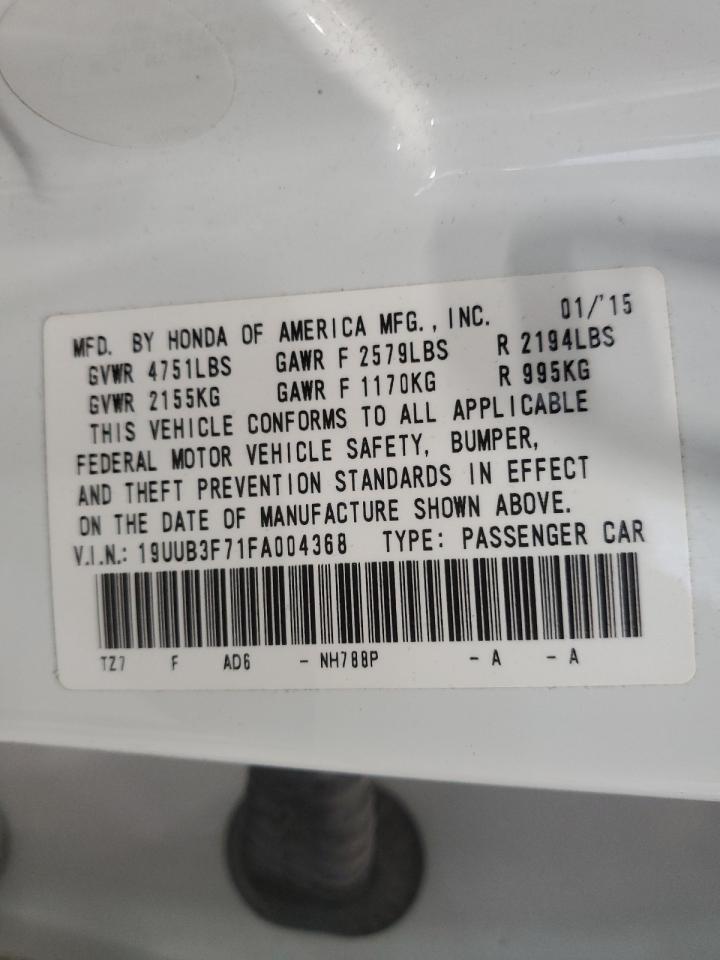 MFD. BY HONDA OF AMERICA MFG., INC. 01/'15
GVWR 4751LBS GAWR F 2579LBS R 2194LBS
GVWR 2155KG GAWR F 1170KG R 995KG
THIS VEHICLE CONFORMS TO ALL APPLICABLE
FEDERAL MOTOR VEHICLE SAFETY, BUMPER,
AND THEFT PREVENTION STANDARDS IN EFFECT
ON THE DATE OF MANUFACTURE SHOWN ABOVE.
V.I.N.: 19UUB3F71FA004368 TYPE: PASSENGER CAR
TZ7 F AD6 - NH788P - A - A